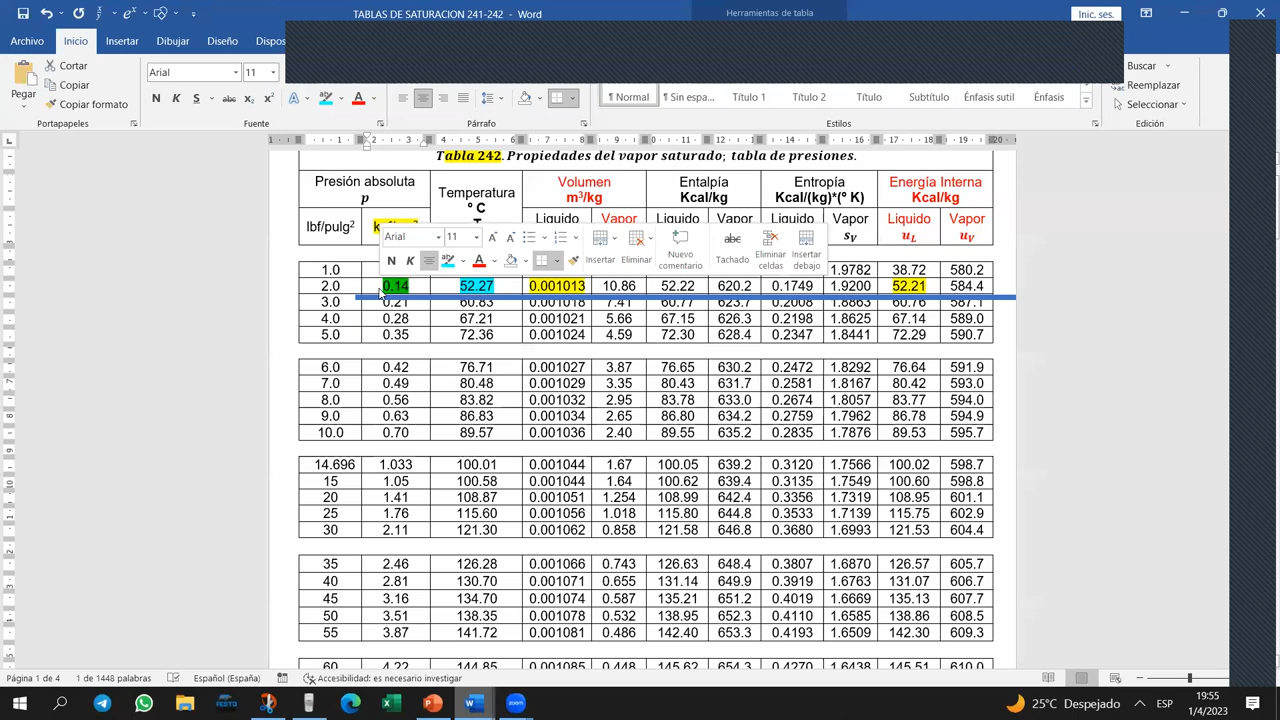 TABLAS DE SATURACION 241-242 - Word
Herramientas de tabla
Inic. ses.
Archivo Inicio Insertar Dibujar Diseño Dispos
Pegar
Cortar
Copiar
Copiar formato
Arial 11
N K S abc x₂ x² A A
Buscar
Reemplazar
Seleccionar
¶ Normal ¶ Sin espa... Título 1 Título 2 Título Subtítulo Énfasis sutil Énfasis
Portapapeles Fuente Párrafo Estilos Edición
Tabla 242. Propiedades del vapor saturado; tabla de presiones.
Presión absoluta p Temperatura º C Volumen m³/kg Entalpía Kcal/kg Entropía Kcal/(kg)*(º K) Energía Interna Kcal/kg
lbf/pulg² Liquido Vapor Liquido Vapor Liquido Vapor s_V Liquido u_L Vapor u_V
Arial 11 A A
N K A
Insertar Eliminar Nuevo comentario Tachado Eliminar celdas Insertar debajo
1.0 1.9782 38.72 580.2
2.0 0.14 52.27 0.001013 10.86 52.22 620.2 0.1749 1.9200 52.21 584.4
3.0 0.21 60.83 0.001018 7.41 60.77 623.7 0.2008 1.8863 60.76 587.1
4.0 0.28 67.21 0.001021 5.66 67.15 626.3 0.2198 1.8625 67.14 589.0
5.0 0.35 72.36 0.001024 4.59 72.30 628.4 0.2347 1.8441 72.29 590.7
6.0 0.42 76.71 0.001027 3.87 76.65 630.2 0.2472 1.8292 76.64 591.9
7.0 0.49 80.48 0.001029 3.35 80.43 631.7 0.2581 1.8167 80.42 593.0
8.0 0.56 83.82 0.001032 2.95 83.78 633.0 0.2674 1.8057 83.77 594.0
9.0 0.63 86.83 0.001034 2.65 86.80 634.2 0.2759 1.7962 86.78 594.9
10.0 0.70 89.57 0.001036 2.40 89.55 635.2 0.2835 1.7876 89.53 595.7
14.696 1.033 100.01 0.001044 1.67 100.05 639.2 0.3120 1.7566 100.02 598.7
15 1.05 100.58 0.001044 1.64 100.62 639.4 0.3135 1.7549 100.60 598.8
20 1.41 108.87 0.001051 1.254 108.99 642.4 0.3356 1.7319 108.95 601.1
25 1.76 115.60 0.001056 1.018 115.80 644.8 0.3533 1.7139 115.75 602.9
30 2.11 121.30 0.001062 0.858 121.58 646.8 0.3680 1.6993 121.53 604.4
35 2.46 126.28 0.001066 0.743 126.63 648.4 0.3807 1.6870 126.57 605.7
40 2.81 130.70 0.001071 0.655 131.14 649.9 0.3919 1.6763 131.07 606.7
45 3.16 134.70 0.001074 0.587 135.21 651.2 0.4019 1.6669 135.13 607.7
50 3.51 138.35 0.001078 0.532 138.95 652.3 0.4110 1.6585 138.86 608.5
55 3.87 141.72 0.001081 0.486 142.40 653.3 0.4193 1.6509 142.30 609.3
60 4.22 144.85 0.001085 0.448 145.62 654.3 0.4270 1.6438 145.51 610.0
Página 1 de 4 1 de 1448 palabras Español (España) Accesibilidad: es necesario investigar
FESTO
zoom
25°C Despejado
ESP
19:55
1/4/2023